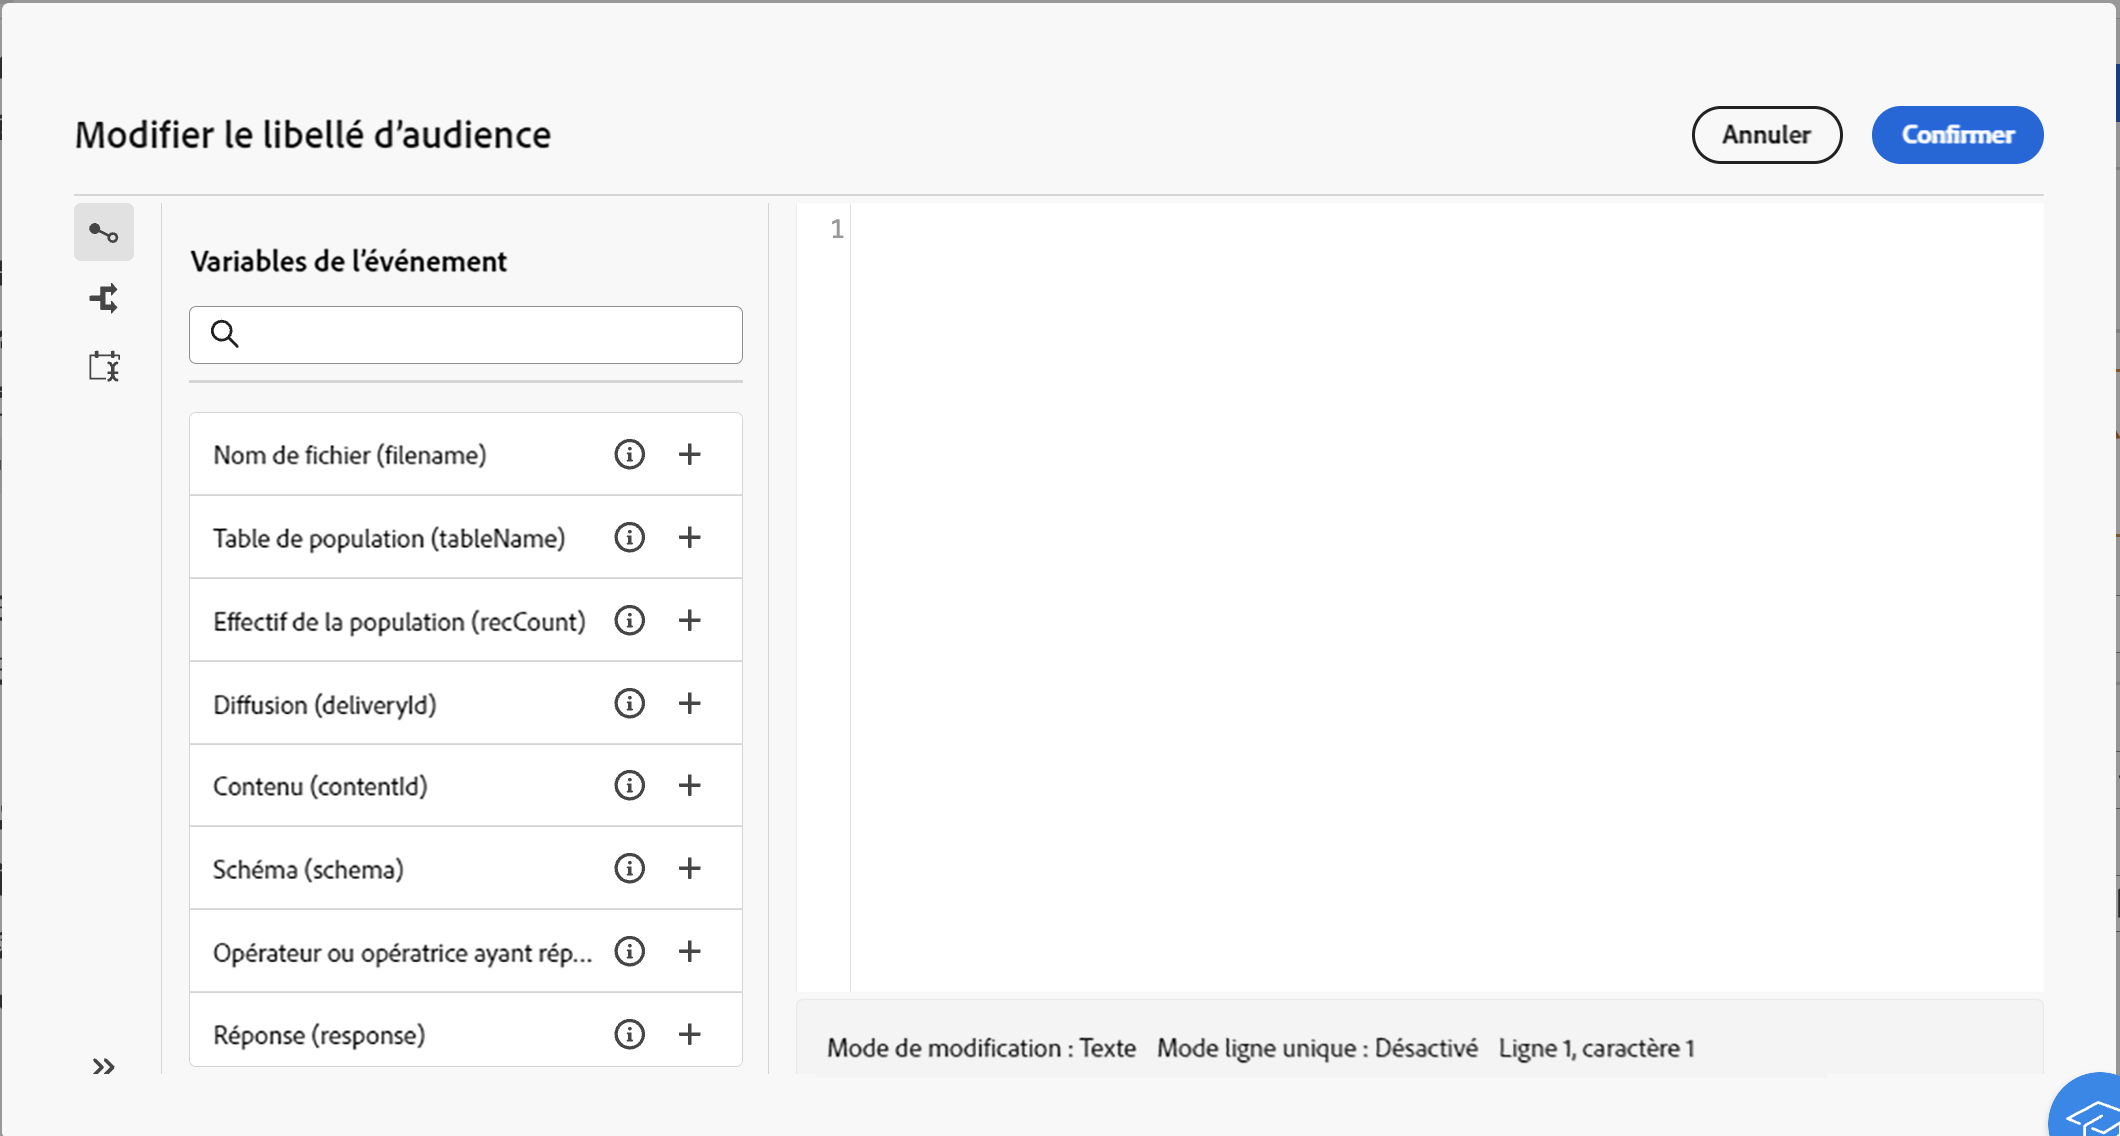 Modifier le libellé d’audience
Annuler
Confirmer
Variables de l’événement
1
Nom de fichier (filename)
Table de population (tableName)
Effectif de la population (recCount)
Diffusion (deliveryId)
Contenu (contentId)
Schéma (schema)
Opérateur ou opératrice ayant rép...
Réponse (response)
Mode de modification : Texte Mode ligne unique : Désactivé Ligne 1, caractère 1